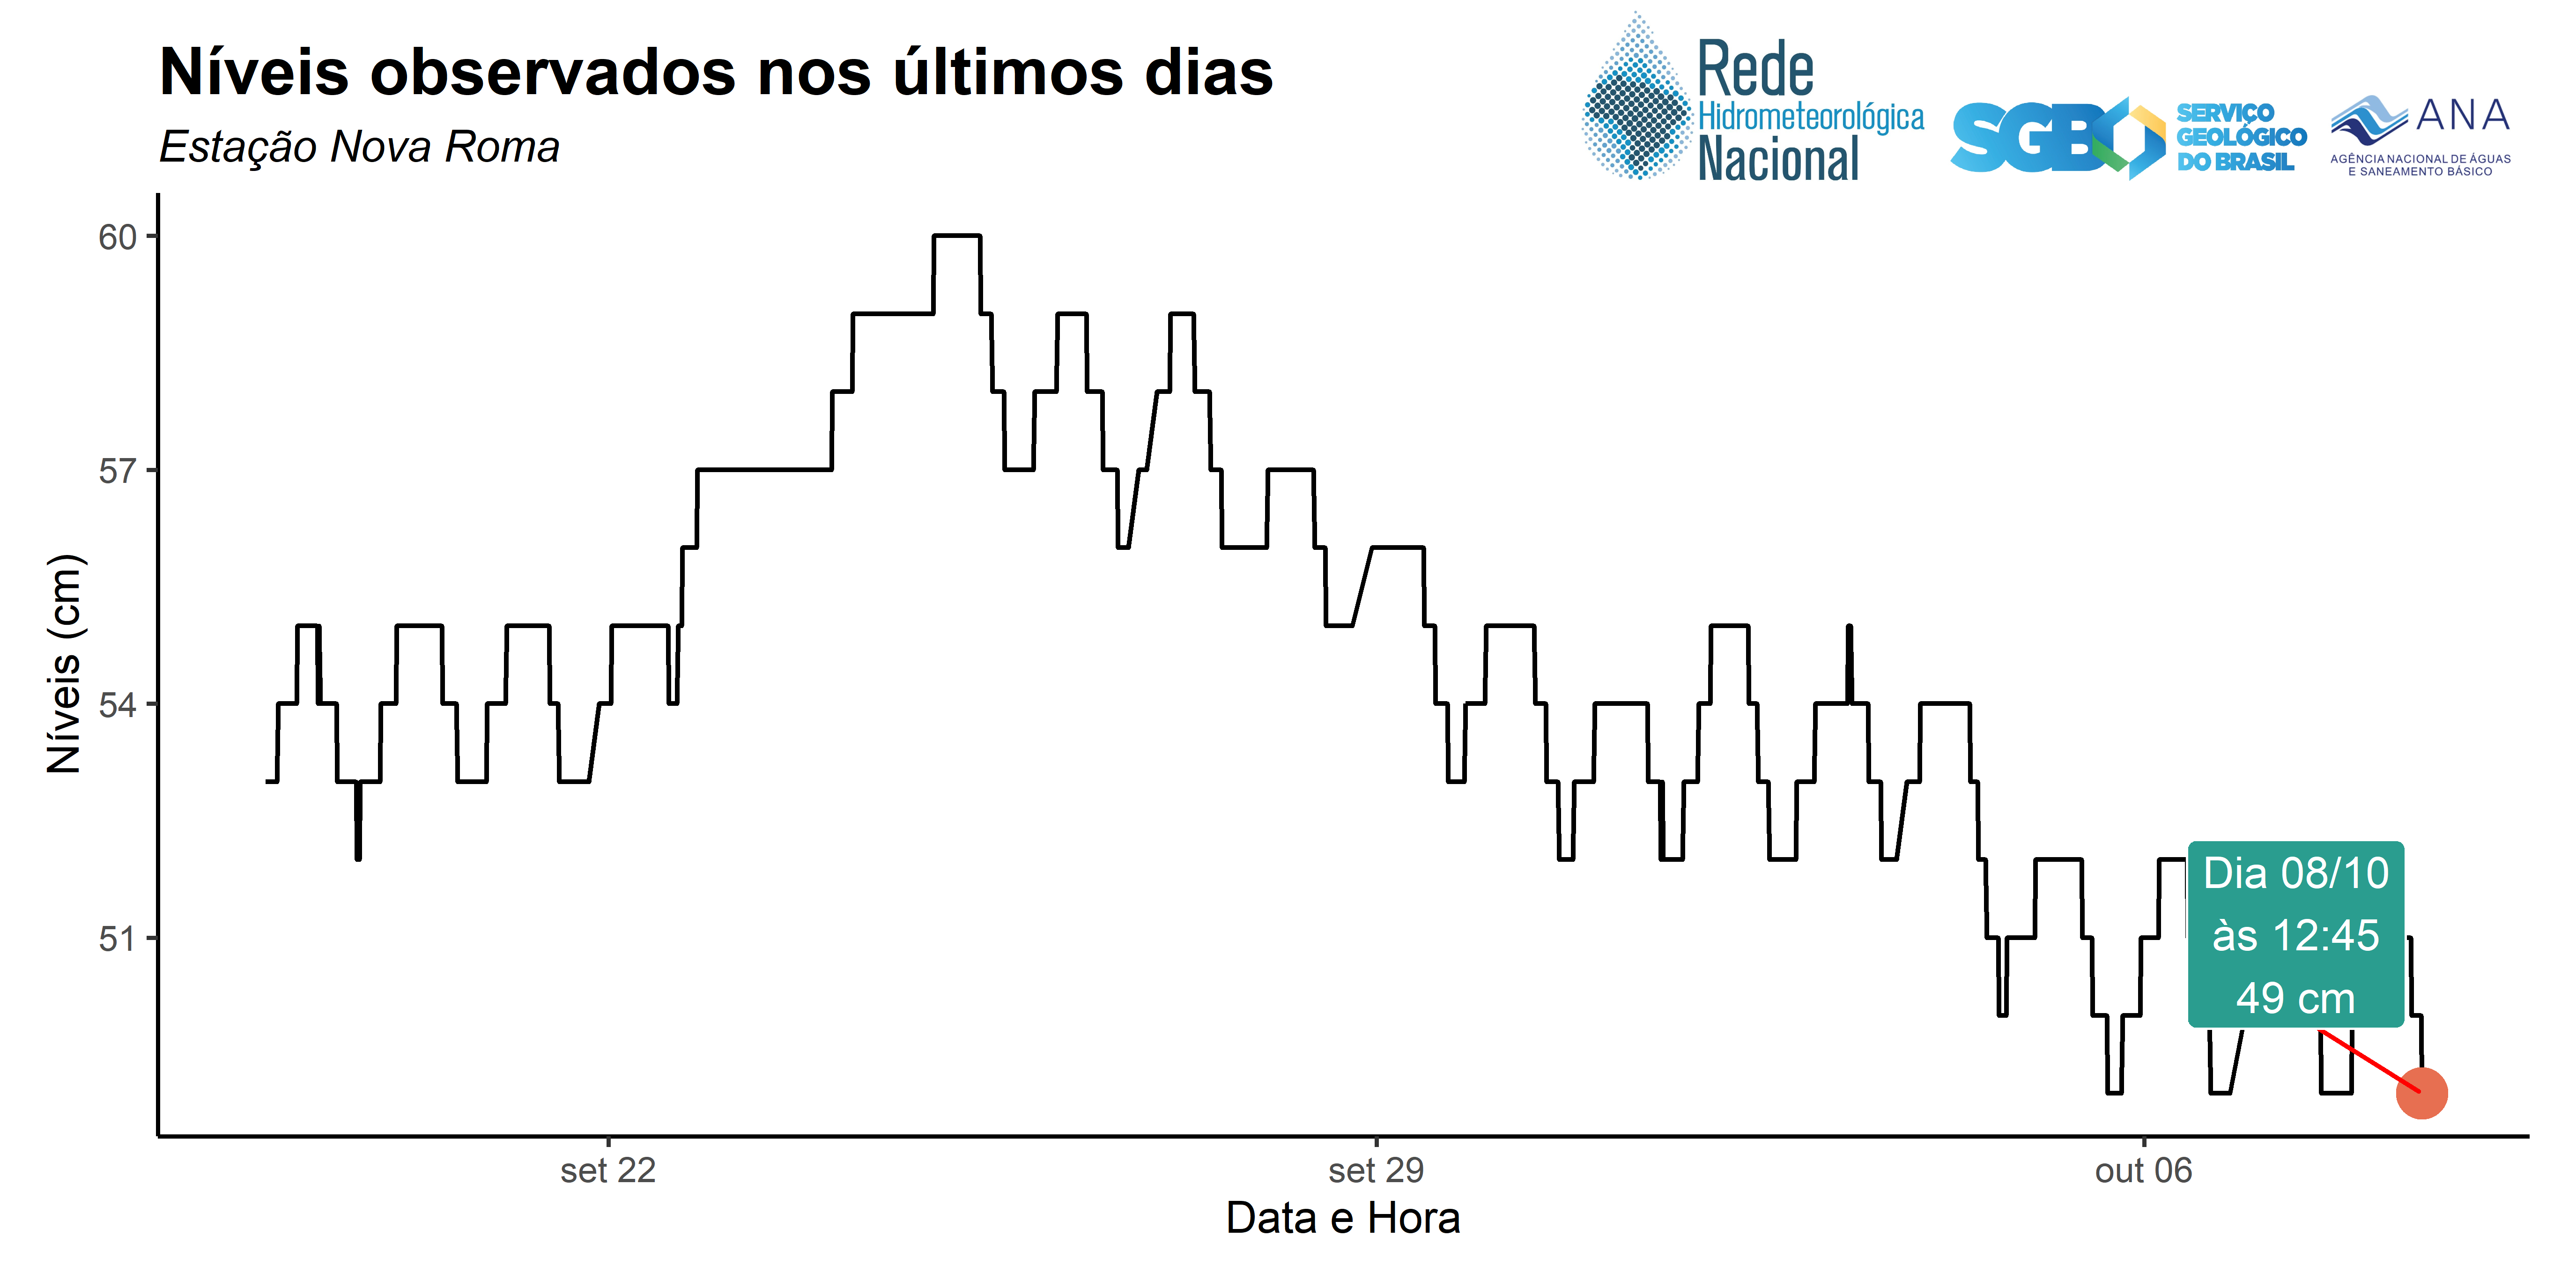 Níveis observados nos últimos dias
Estação Nova Roma
Rede
Hidrometeorológica
Nacional
SGB
SERVIÇO
GEOLÓGICO
DO BRASIL
ANA
AGÊNCIA NACIONAL DE ÁGUAS
E SANEAMENTO BÁSICO
60
57
54
51
Níveis (cm)
Dia 08/10
às 12:45
49 cm
set 22
set 29
out 06
Data e Hora